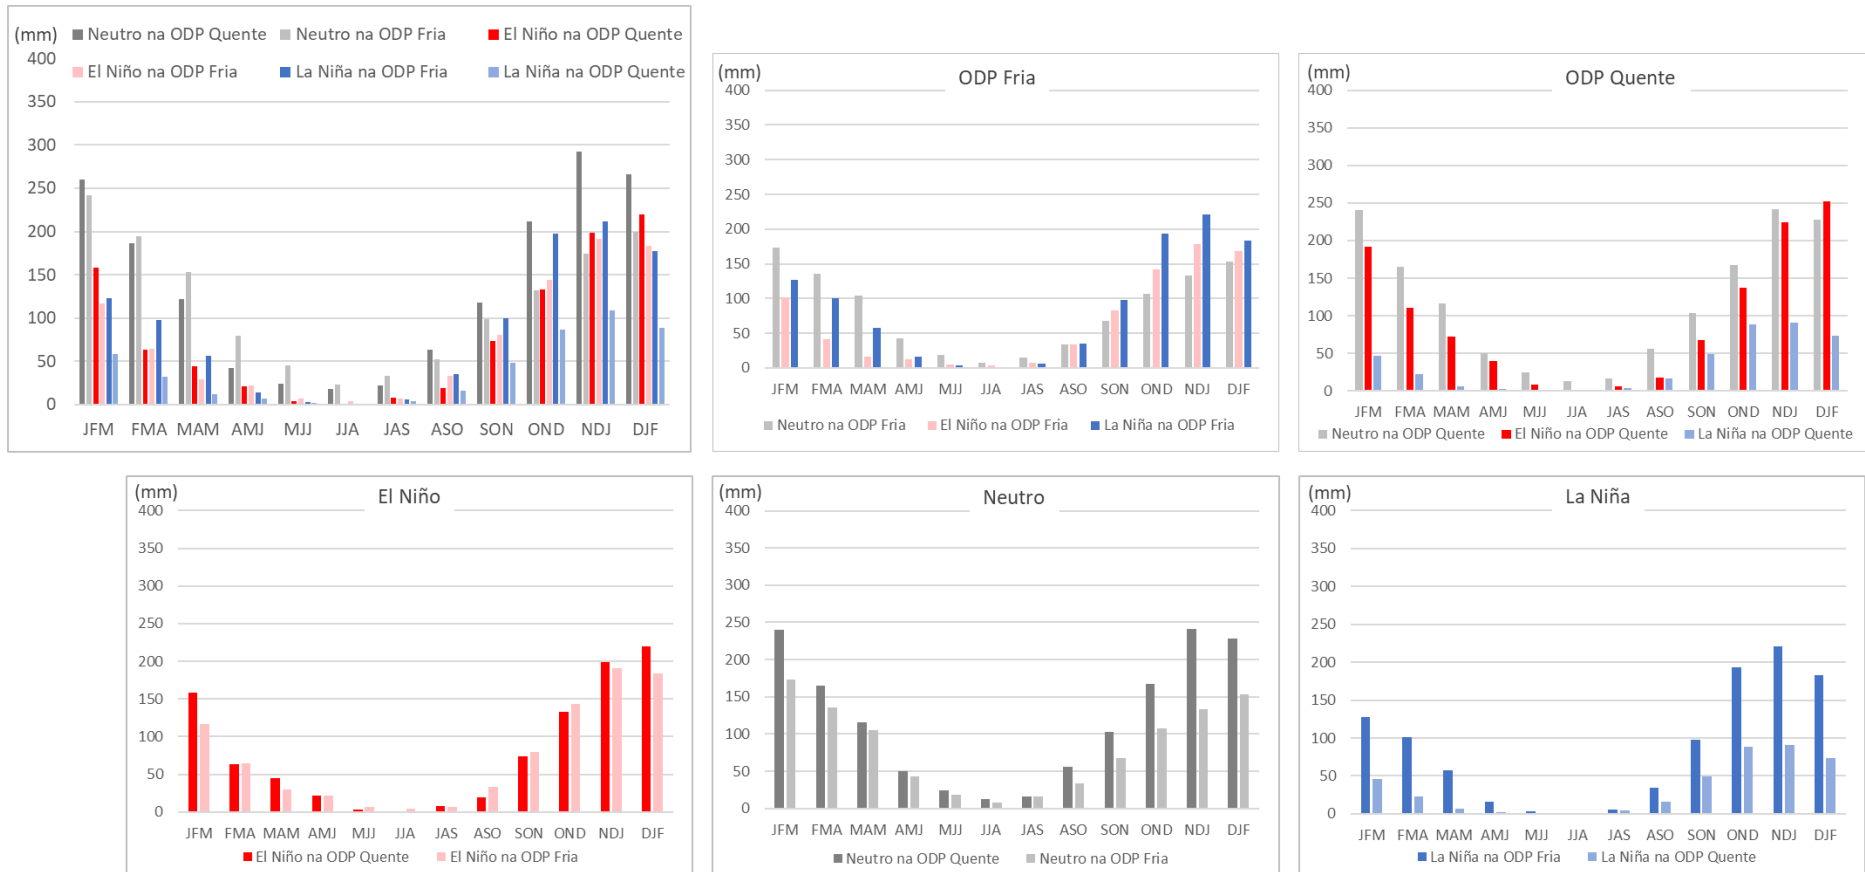 (mm)
Neutro na ODP Quente Neutro na ODP Fria El Niño na ODP Quente
El Niño na ODP Fria La Niña na ODP Fria La Niña na ODP Quente
400
350
300
250
200
150
100
50
0
JFM FMA MAM AMJ MJJ JJA JAS ASO SON OND NDJ DJF
(mm)
ODP Fria
400
350
300
250
200
150
100
50
0
JFM FMA MAM AMJ MJJ JJA JAS ASO SON OND NDJ DJF
Neutro na ODP Fria El Niño na ODP Fria La Niña na ODP Fria
(mm)
ODP Quente
400
350
300
250
200
150
100
50
0
JFM FMA MAM AMJ MJJ JJA JAS ASO SON OND NDJ DJF
Neutro na ODP Quente El Niño na ODP Quente La Niña na ODP Quente
(mm)
El Niño
400
350
300
250
200
150
100
50
0
JFM FMA MAM AMJ MJJ JJA JAS ASO SON OND NDJ DJF
El Niño na ODP Quente El Niño na ODP Fria
(mm)
Neutro
400
350
300
250
200
150
100
50
0
JFM FMA MAM AMJ MJJ JJA JAS ASO SON OND NDJ DJF
Neutro na ODP Quente Neutro na ODP Fria
(mm)
La Niña
400
350
300
250
200
150
100
50
0
JFM FMA MAM AMJ MJJ JJA JAS ASO SON OND NDJ DJF
La Niña na ODP Fria La Niña na ODP Quente